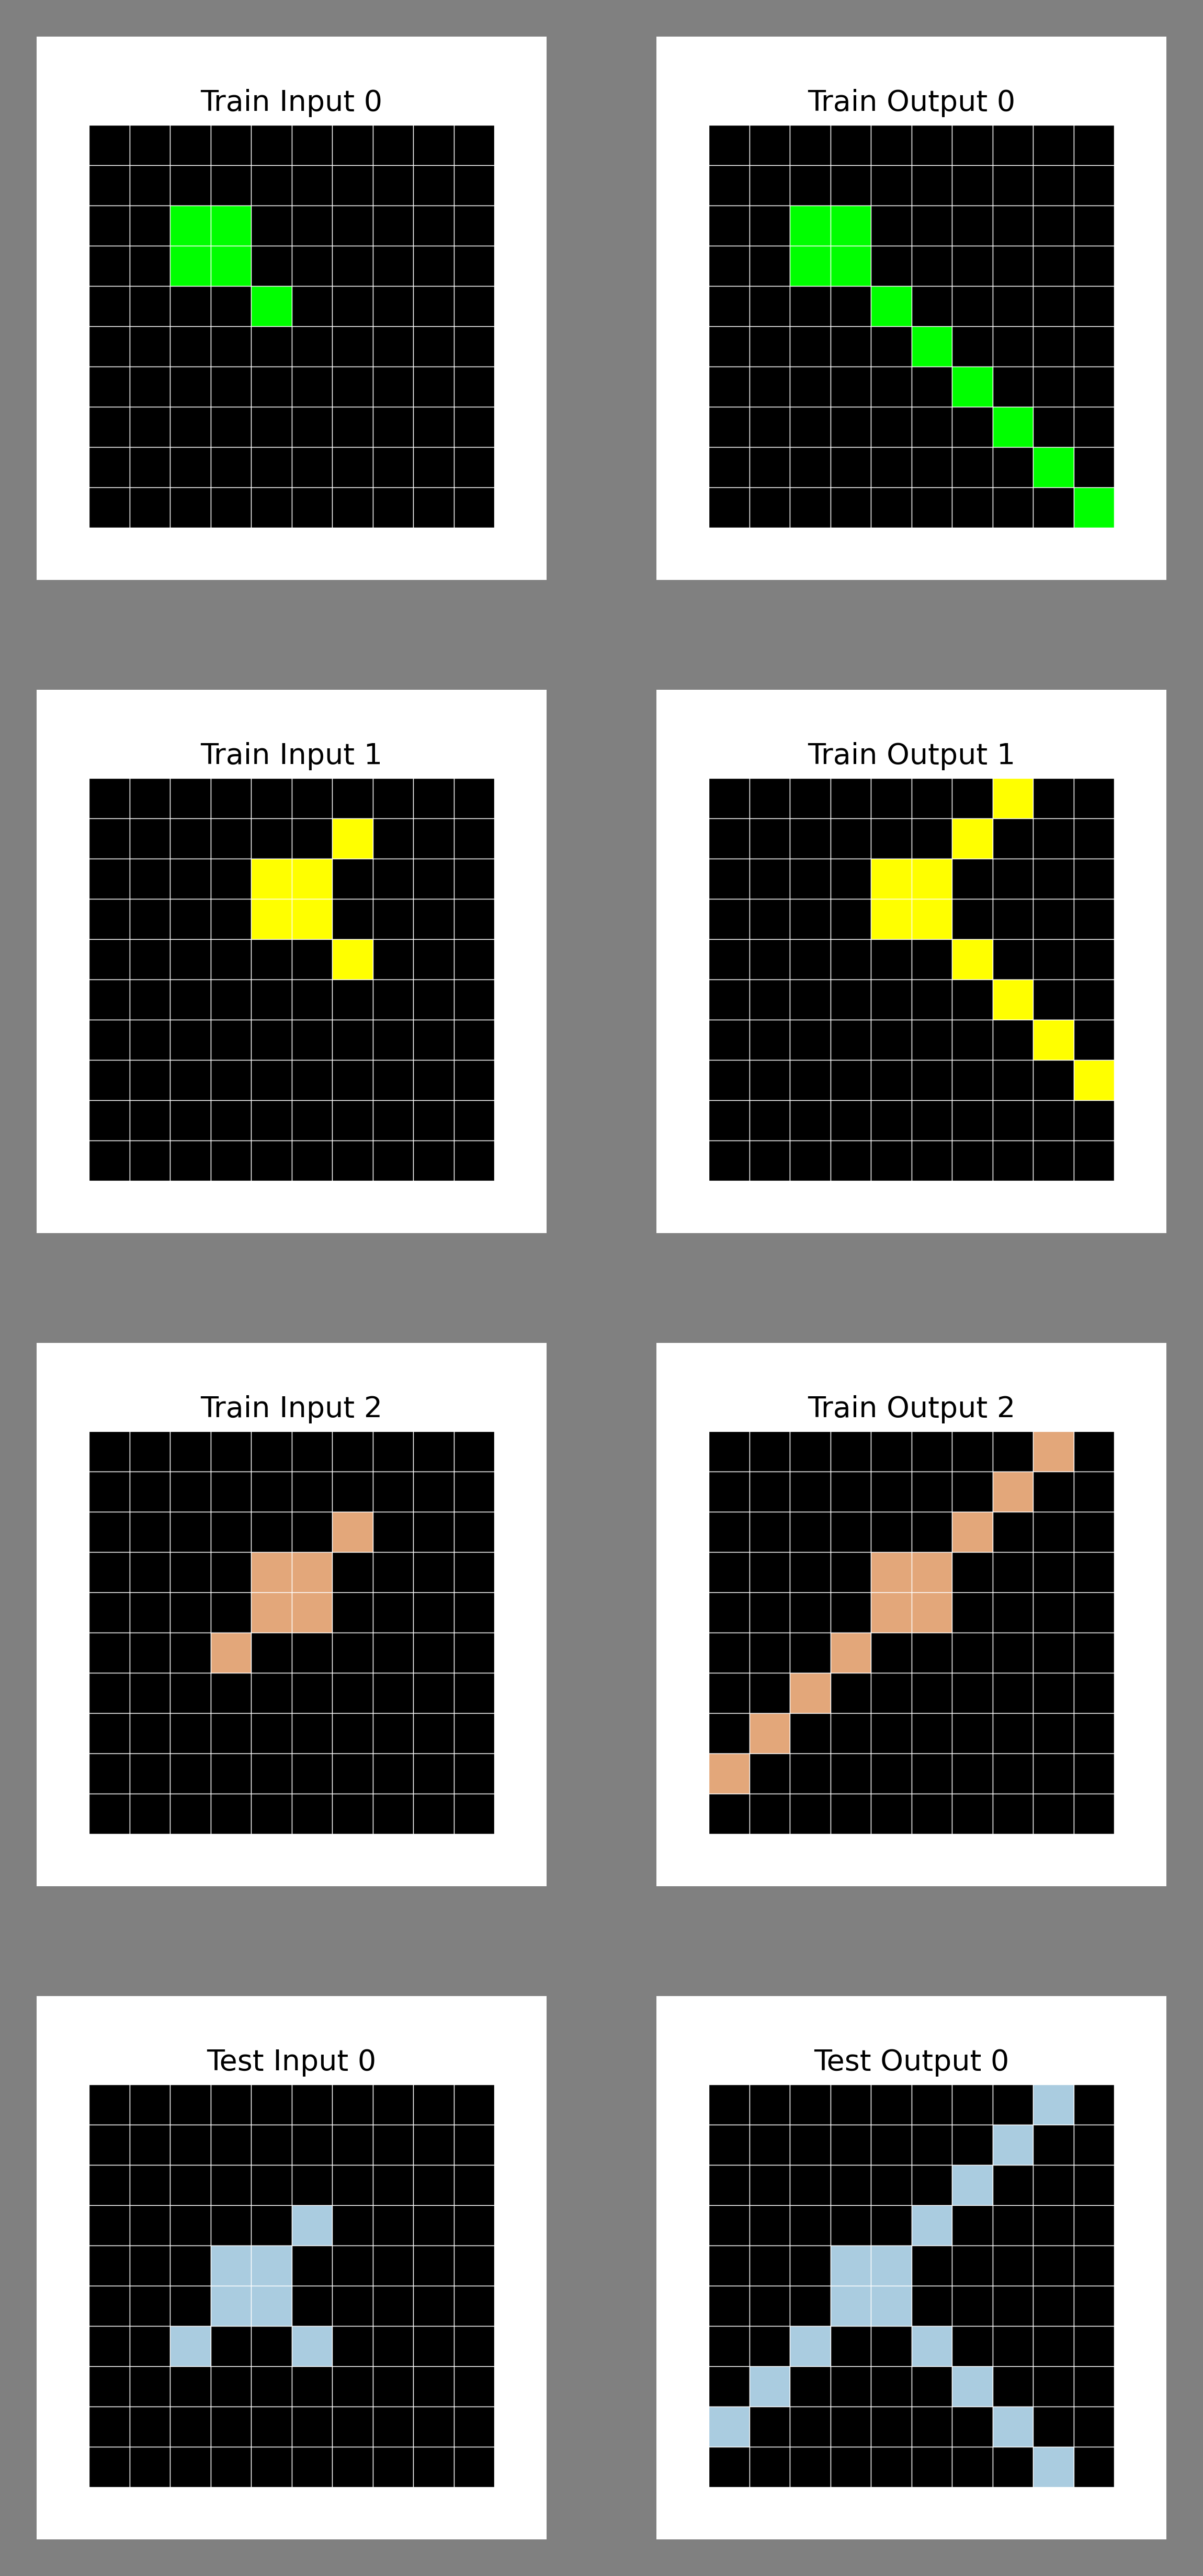 Train Input 0
Train Output 0
Train Input 1
Train Output 1
Train Input 2
Train Output 2
Test Input 0
Test Output 0